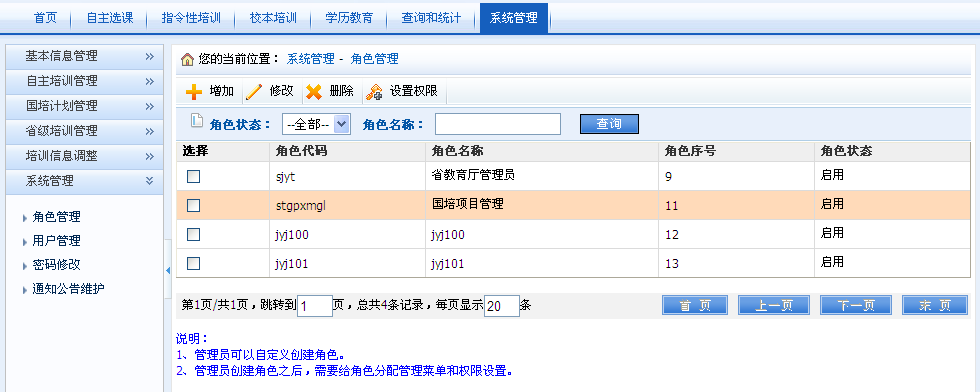 首页 自主选课 指令性培训 校本培训 学历教育 查询和统计 系统管理
基本信息管理
自主培训管理
国培计划管理
省级培训管理
培训信息调整
系统管理
角色管理
用户管理
密码修改
通知公告维护
您的当前位置： 系统管理 - 角色管理
增加 修改 删除 设置权限
角色状态： --全部-- 角色名称： 查询
选择 角色代码 角色名称 角色序号 角色状态
sjyt 省教育厅管理员 9 启用
stgpxmgl 国培项目管理 11 启用
jyj100 jyj100 12 启用
jyj101 jyj101 13 启用
第1页/共1页，跳转到 1 页，总共4条记录，每页显示 20 条 首 页 上一页 下一页 末 页
说明：
1、管理员可以自定义创建角色。
2、管理员创建角色之后，需要给角色分配管理菜单和权限设置。